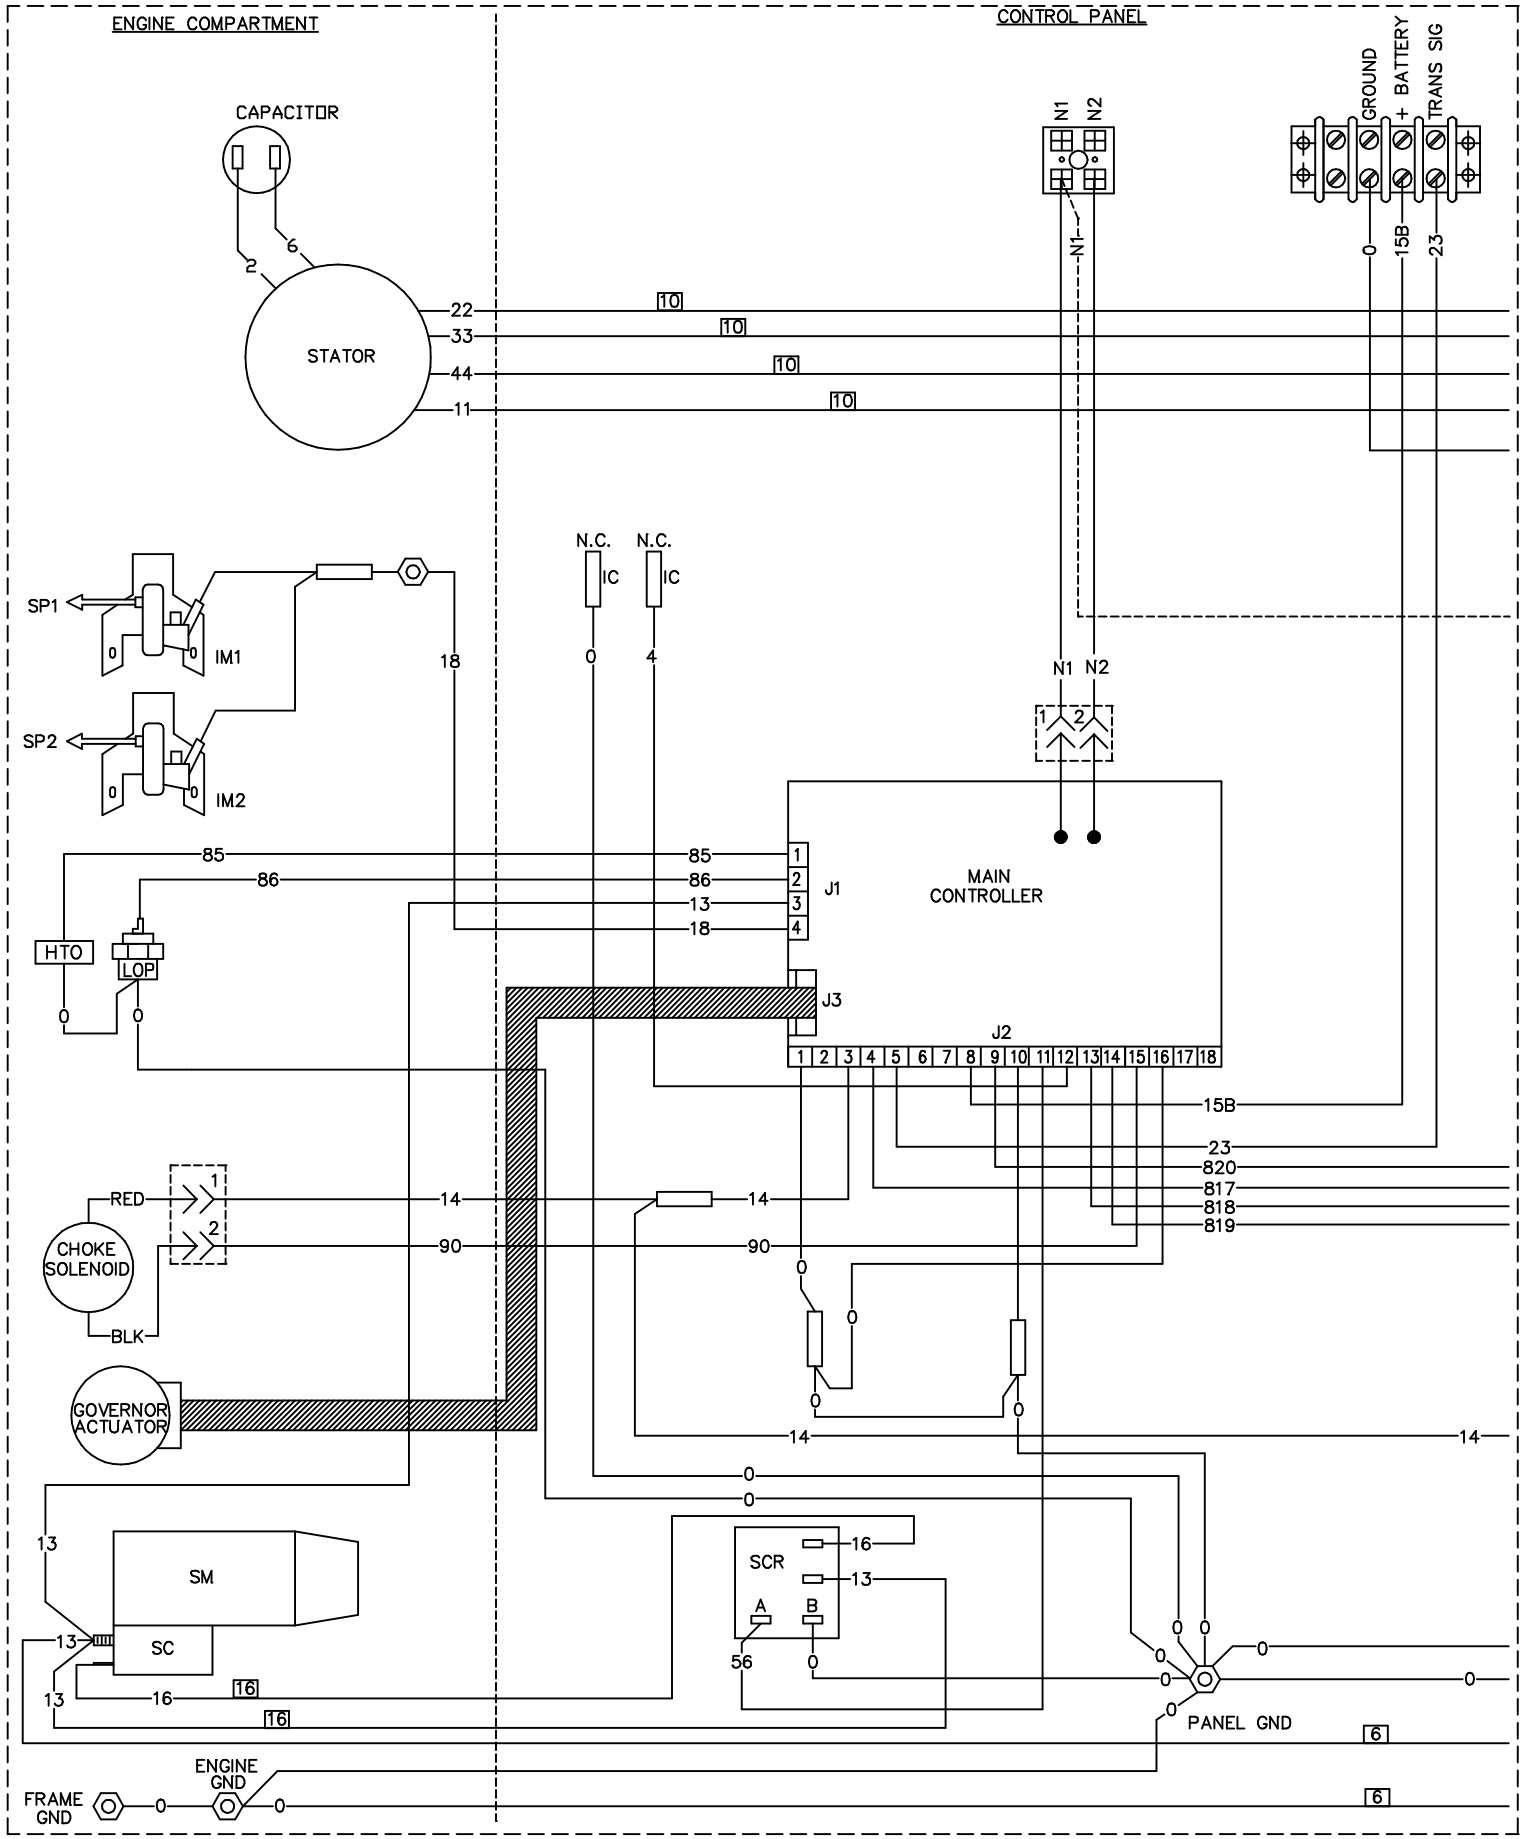 ENGINE COMPARTMENT
CONTROL PANEL
GROUND
+ BATTERY
TRANS SIG
CAPACITOR
N1
N2
2
6
N1
0
15B
23
STATOR
22
10
33
10
44
10
11
10
N.C.
N.C.
IC
IC
SP1
IM1
18
0
4
N1
N2
1
2
SP2
IM2
85
85
1
86
86
2
13
3
18
4
J1
MAIN
CONTROLLER
HTO
LOP
0
0
J3
J2
1 2 3 4 5 6 7 8 9 10 11 12 13 14 15 16 17 18
15B
23
820
817
818
819
RED
1
14
14
2
90
90
CHOKE
SOLENOID
BLK
0
0
0
0
GOVERNOR
ACTUATOR
14
14
0
0
13
SM
SCR
16
13
A
B
SC
13
13
56
0
0
0
0
0
0
0
0
16
16
16
PANEL GND
6
ENGINE
GND
FRAME
GND
0
0
6